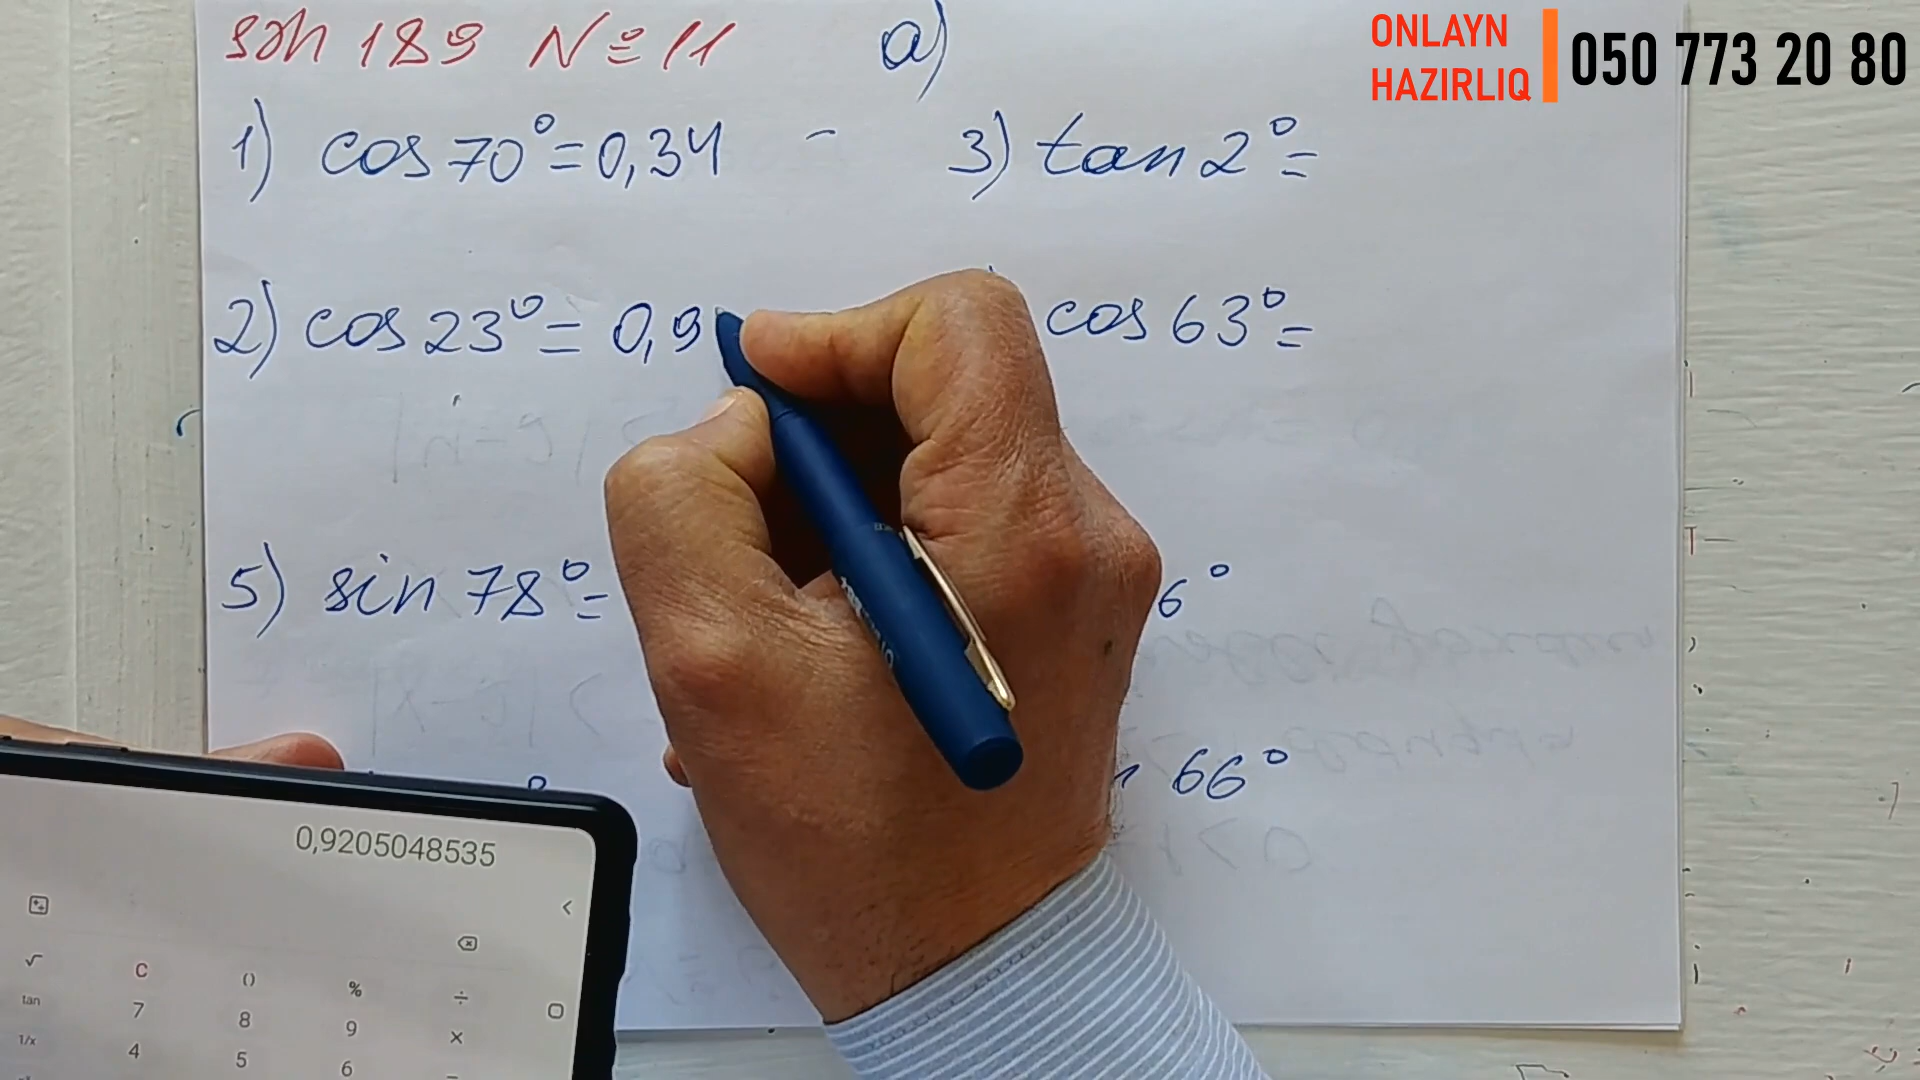 səh 189 № 11 a)
ONLAYN
HAZIRLIQ
050 773 20 80
1) cos 70° = 0,34
3) tan 2° =
2) cos 23° = 0,9
cos 63° =
5) sin 78° =
6°
66°
0,9205048535
C () % ÷
tan 7 8 9 ×
1/x 4 5 6 −